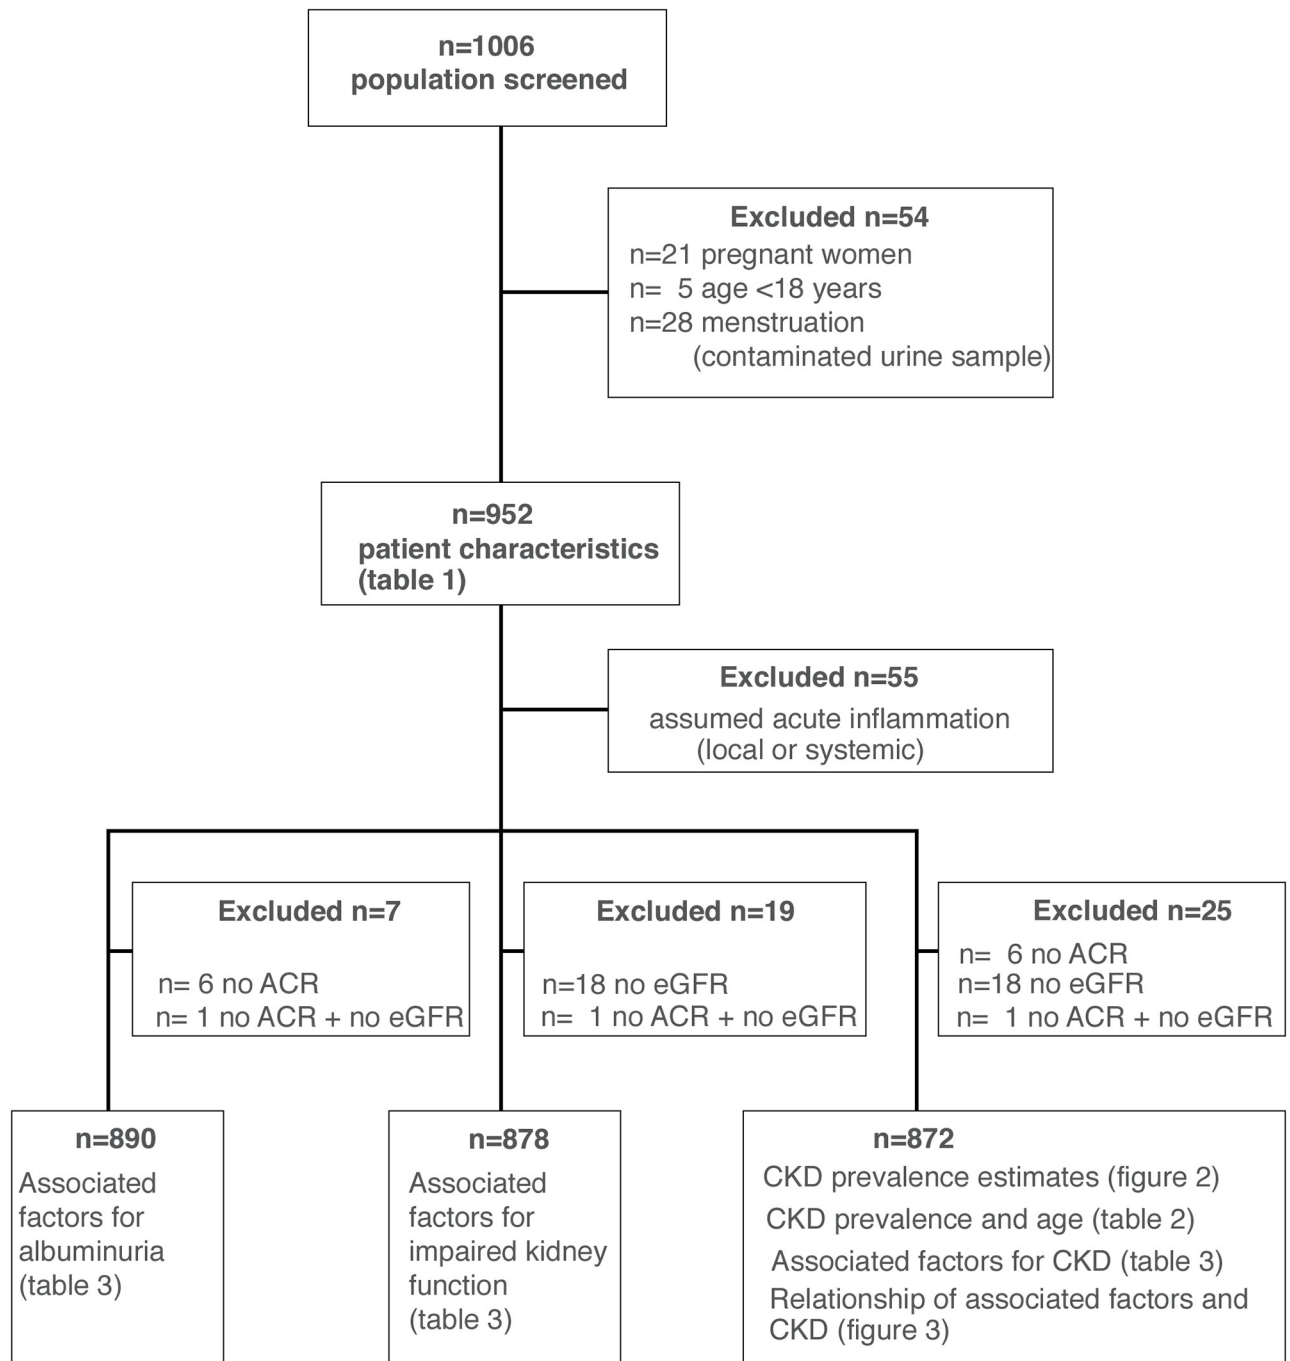 n=1006
population screened
Excluded n=54
n=21 pregnant women
n= 5 age <18 years
n=28 menstruation
(contaminated urine sample)
n=952
patient characteristics
(table 1)
Excluded n=55
assumed acute inflammation
(local or systemic)
Excluded n=7
n= 6 no ACR
n= 1 no ACR + no eGFR
Excluded n=19
n=18 no eGFR
n= 1 no ACR + no eGFR
Excluded n=25
n= 6 no ACR
n=18 no eGFR
n= 1 no ACR + no eGFR
n=890
Associated
factors for
albuminuria
(table 3)
n=878
Associated
factors for
impaired kidney
function
(table 3)
n=872
CKD prevalence estimates (figure 2)
CKD prevalence and age (table 2)
Associated factors for CKD (table 3)
Relationship of associated factors and
CKD (figure 3)